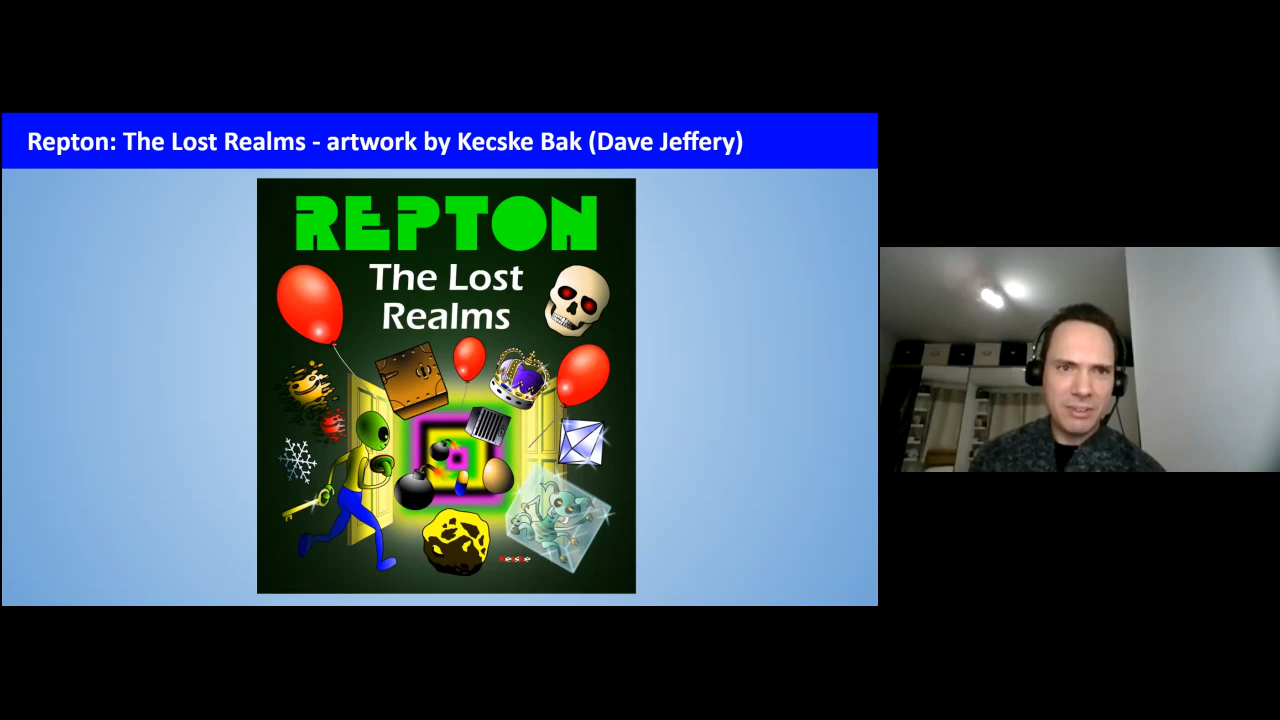 Repton: The Lost Realms - artwork by Kecske Bak (Dave Jeffery)
REPTON
The Lost
Realms